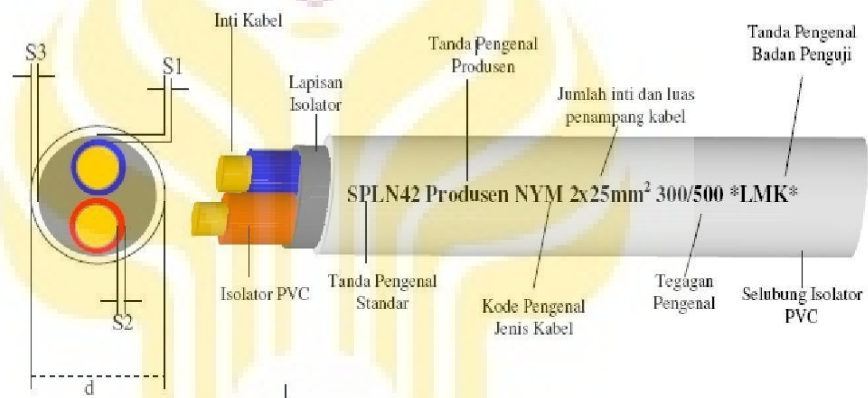 Inti Kabel
S3
S1
Lapisan
Isolator
Tanda Pengenal
Produsen
Jumlah inti dan luas
penampang kabel
Tanda Pengenal
Badan Penguji
SPLN42 Produsen NYM 2x25mm² 300/500 *LMK*
S2
d
Isolator PVC
Tanda Pengenal
Standar
Kode Pengenal
Jenis Kabel
Tegagan
Pengenal
Selubung Isolator
PVC